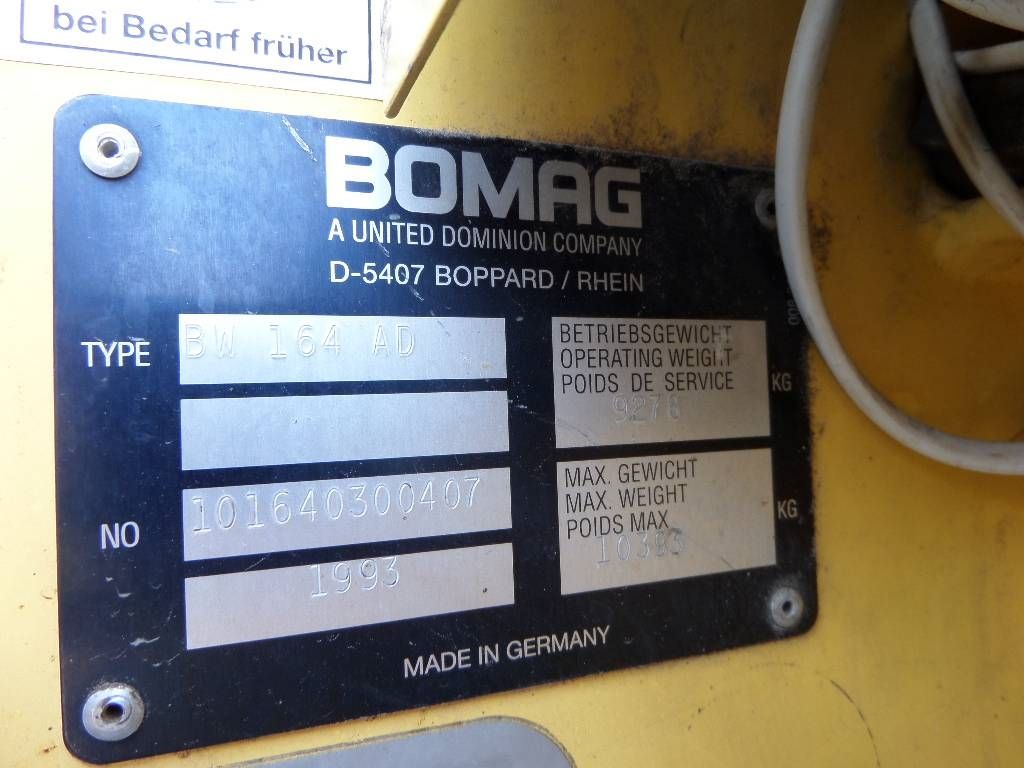 bei Bedarf früher
BOMAG
A UNITED DOMINION COMPANY
D-5407 BOPPARD / RHEIN
TYPE BW 164 AD
BETRIEBSGEWICHT
OPERATING WEIGHT
POIDS DE SERVICE KG
9278
NO 101640300407
MAX. GEWICHT
MAX. WEIGHT
POIDS MAX. KG
1993
MADE IN GERMANY